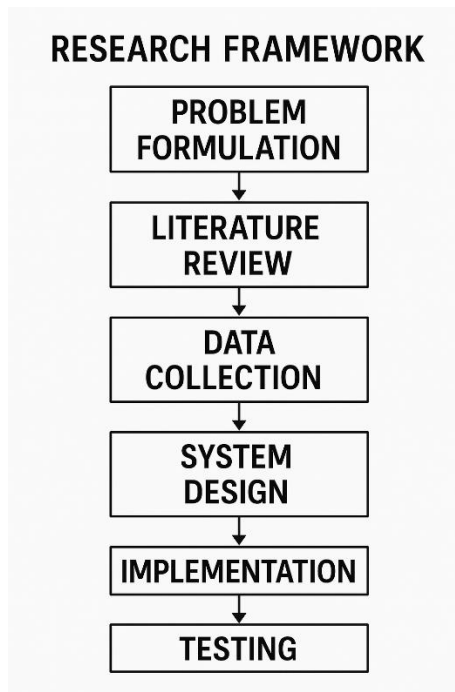 RESEARCH FRAMEWORK
PROBLEM
FORMULATION
LITERATURE
REVIEW
DATA
COLLECTION
SYSTEM
DESIGN
IMPLEMENTATION
TESTING